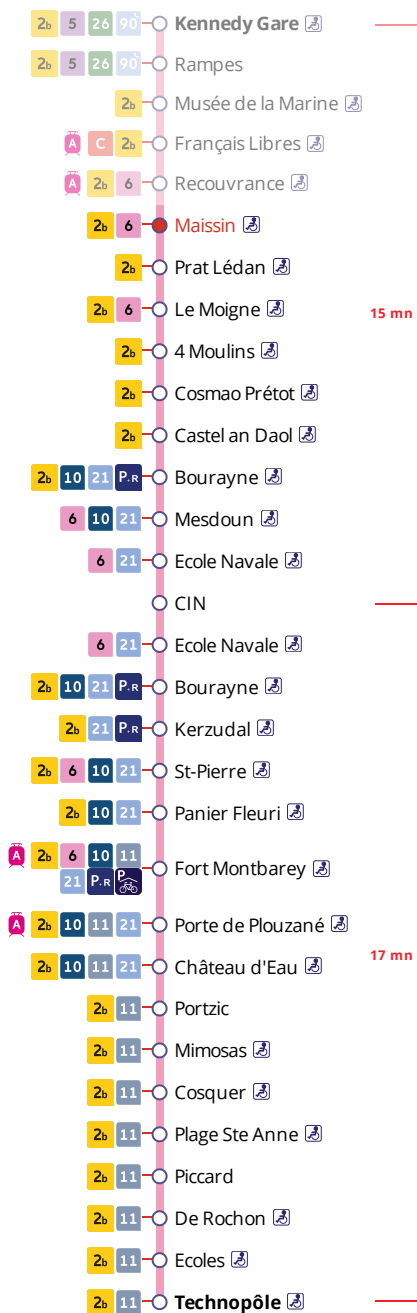 2b 5 26 90 Kennedy Gare
2b 5 26 90 Rampes
2b Musée de la Marine
A C 2b Français Libres
A 2b 6 Recouvrance
2b 6 Maissin
2b Prat Lédan
2b 6 Le Moigne
15 mn
2b 4 Moulins
2b Cosmao Prétot
2b Castel an Daol
2b 10 21 P+R Bourayne
6 10 21 Mesdoun
6 21 Ecole Navale
CIN
6 21 Ecole Navale
2b 10 21 P+R Bourayne
2b 21 P+R Kerzudal
2b 6 10 21 St-Pierre
2b 10 21 Panier Fleuri
A 2b 6 10 11
21 P+R P Fort Montbarey
A 2b 10 11 21 Porte de Plouzané
17 mn
2b 10 11 21 Château d'Eau
2b 11 Portzic
2b 11 Mimosas
2b 11 Cosquer
2b 11 Plage Ste Anne
2b 11 Piccard
2b 11 De Rochon
2b 11 Ecoles
2b 11 Technopôle